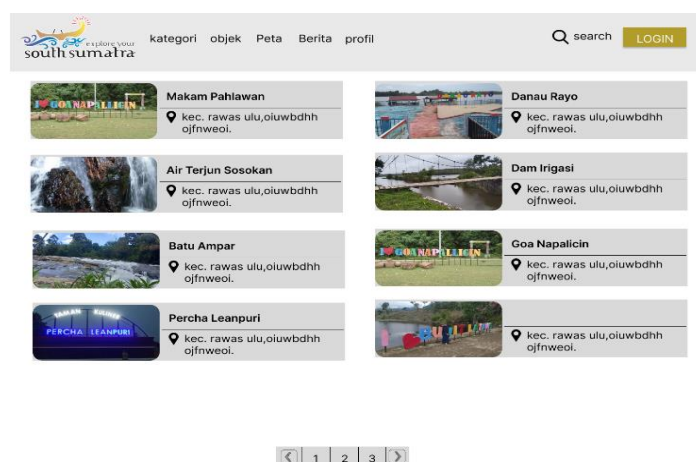 explore your
south sumatra
kategori objek Peta Berita profil
search
LOGIN
I GOA NAPALLICIN
Makam Pahlawan
kec. rawas ulu,oiuwbdhh
ojfnweoi.
Danau Rayo
kec. rawas ulu,oiuwbdhh
ojfnweoi.
Air Terjun Sosokan
kec. rawas ulu,oiuwbdhh
ojfnweoi.
Dam Irigasi
kec. rawas ulu,oiuwbdhh
ojfnweoi.
Batu Ampar
kec. rawas ulu,oiuwbdhh
ojfnweoi.
I GOA NAPALLICIN
Goa Napalicin
kec. rawas ulu,oiuwbdhh
ojfnweoi.
TAMAN
PERCHA LEANPURI
Percha Leanpuri
kec. rawas ulu,oiuwbdhh
ojfnweoi.
kec. rawas ulu,oiuwbdhh
ojfnweoi.
1 2 3